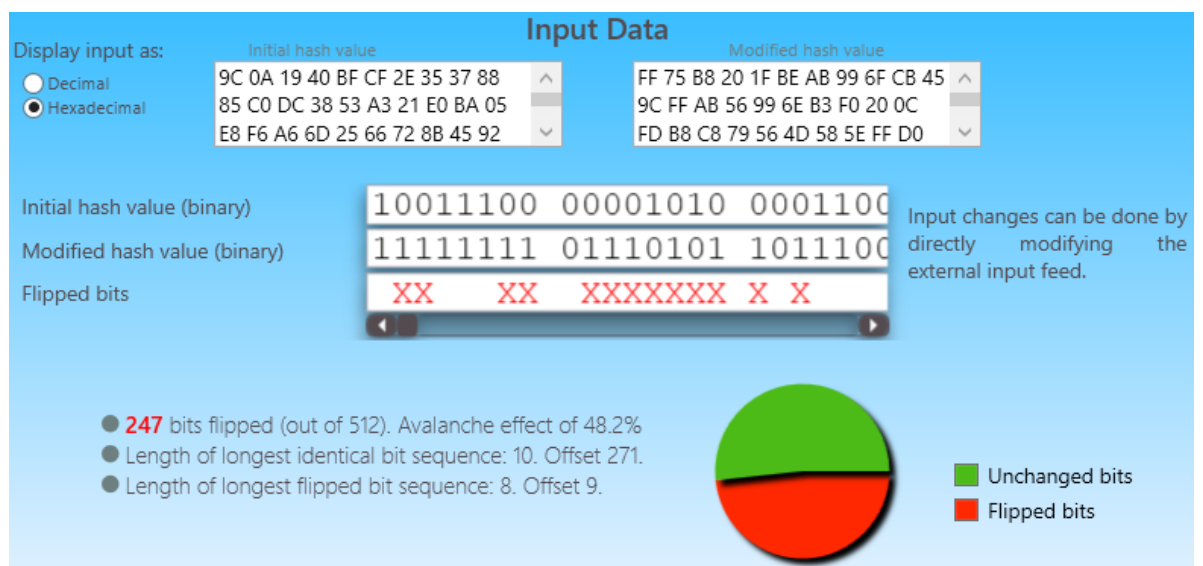 Input Data
Display input as:
Decimal
Hexadecimal
Initial hash value
9C 0A 19 40 BF CF 2E 35 37 88
85 C0 DC 38 53 A3 21 E0 BA 05
E8 F6 A6 6D 25 66 72 8B 45 92
Modified hash value
FF 75 B8 20 1F BE AB 99 6F CB 45
9C FF AB 56 99 6E B3 F0 20 0C
FD B8 C8 79 56 4D 58 5E FF D0
Initial hash value (binary)
10011100 00001010 0001100
Modified hash value (binary)
11111111 01110101 1011100
Flipped bits
XX XX XXXXXXX X X
Input changes can be done by
directly modifying the
external input feed.
247 bits flipped (out of 512). Avalanche effect of 48.2%
Length of longest identical bit sequence: 10. Offset 271.
Length of longest flipped bit sequence: 8. Offset 9.
Unchanged bits
Flipped bits